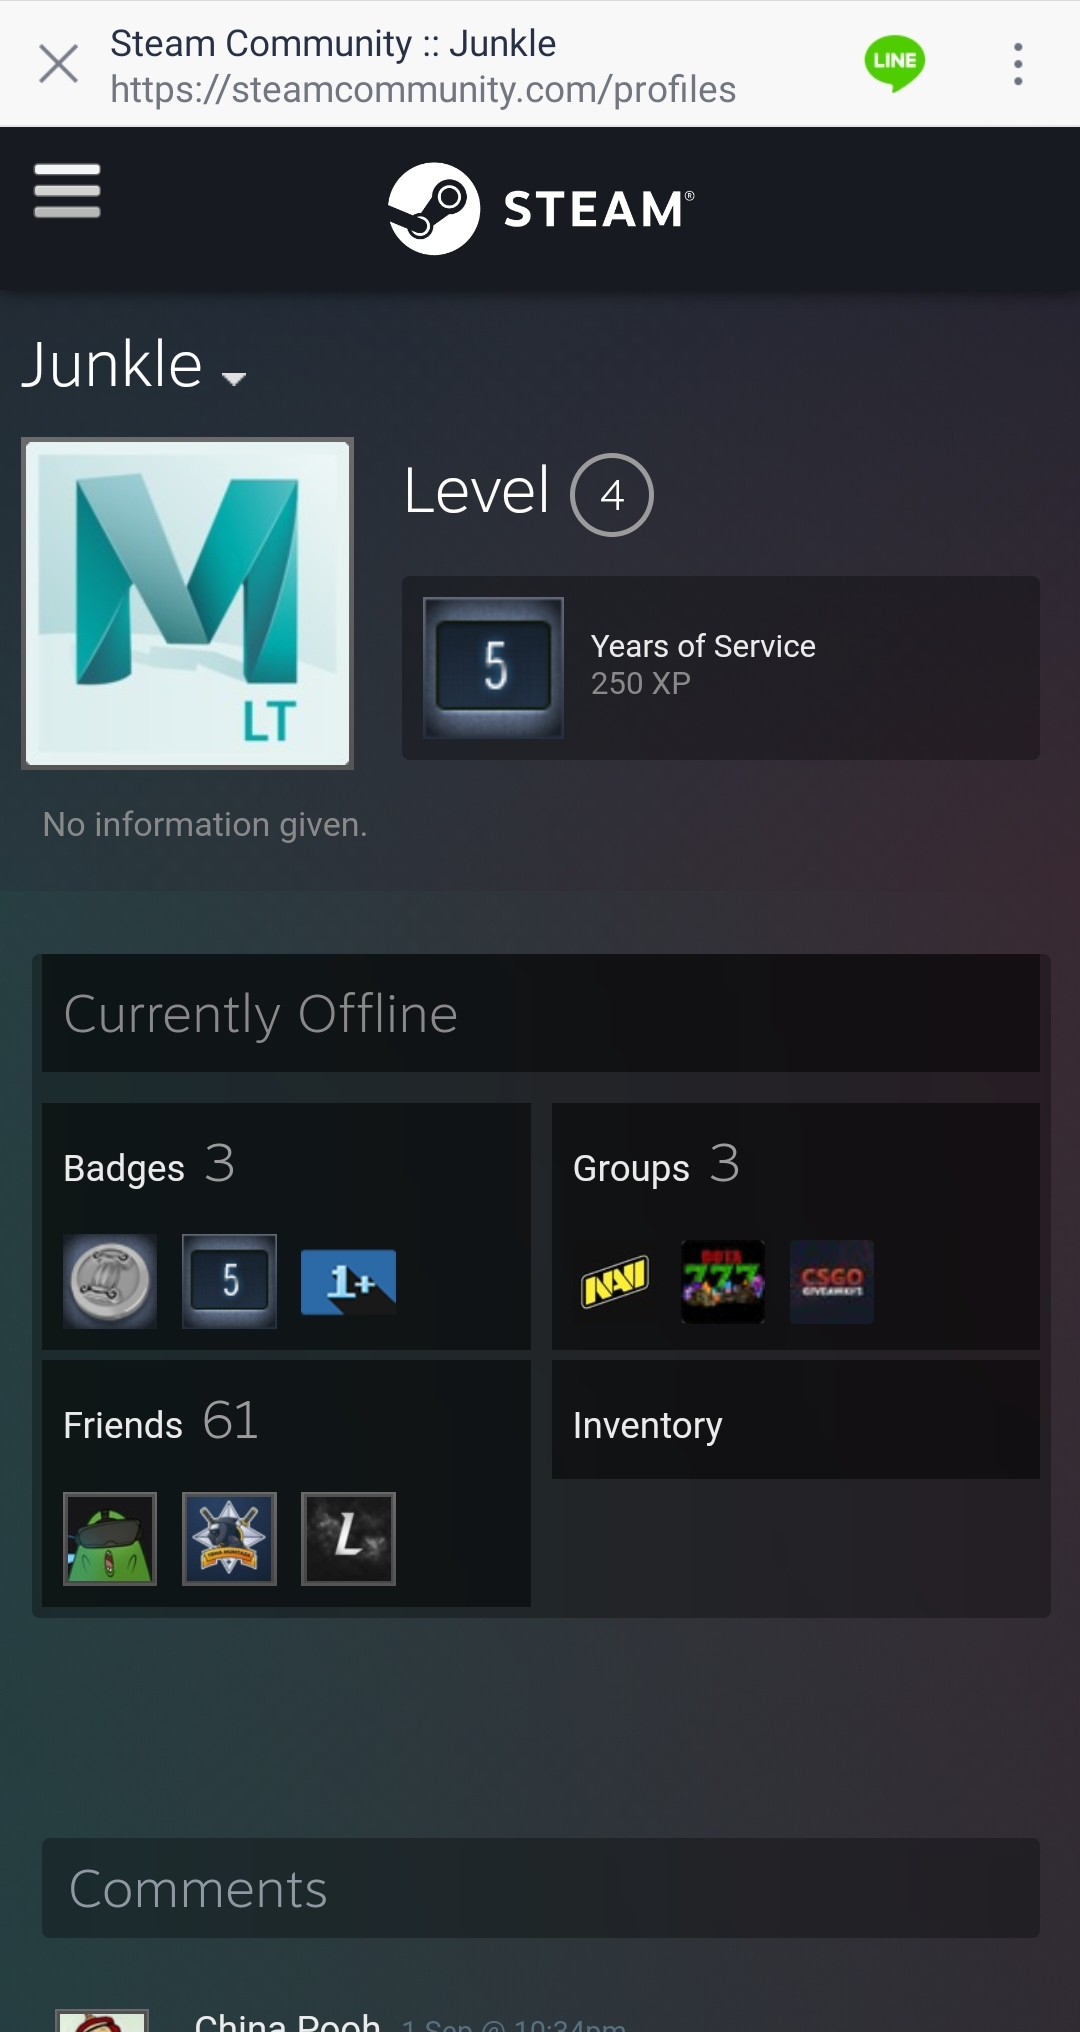 Steam Community :: Junkle
https://steamcommunity.com/profiles
LINE
STEAM®
Junkle
M
LT
Level 4
5
Years of Service
250 XP
No information given.
Currently Offline
Badges 3
Groups 3
5
1+
NAVI
DOTA
777
CSGO
GIVEAWAYS
Friends 61
Inventory
L
Comments
China Pooh 1 Sep @ 10:34pm